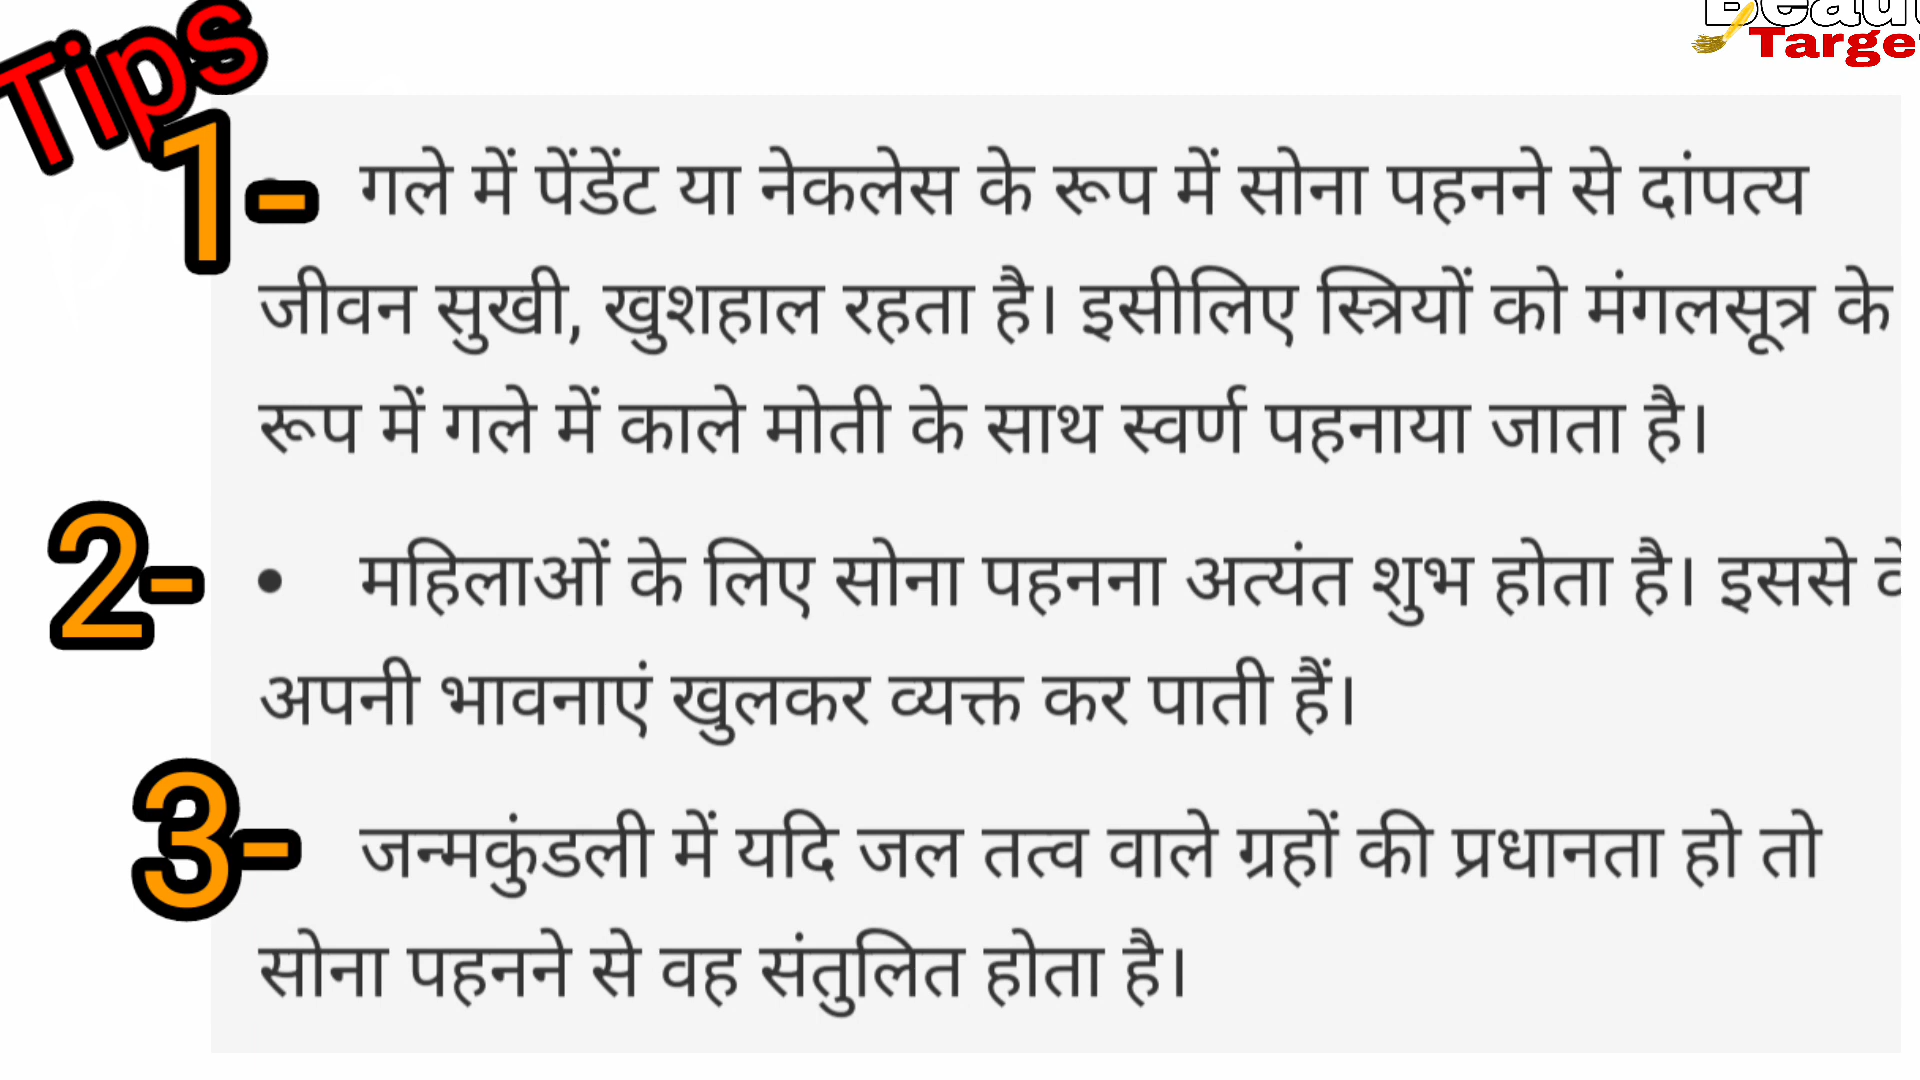 Tips
1- गले में पेंडेंट या नेकलेस के रूप में सोना पहनने से दांपत्य
जीवन सुखी, खुशहाल रहता है। इसीलिए स्त्रियों को मंगलसूत्र के
रूप में गले में काले मोती के साथ स्वर्ण पहनाया जाता है।
2- • महिलाओं के लिए सोना पहनना अत्यंत शुभ होता है। इससे
अपनी भावनाएं खुलकर व्यक्त कर पाती हैं।
3- जन्मकुंडली में यदि जल तत्व वाले ग्रहों की प्रधानता हो तो
सोना पहनने से वह संतुलित होता है।